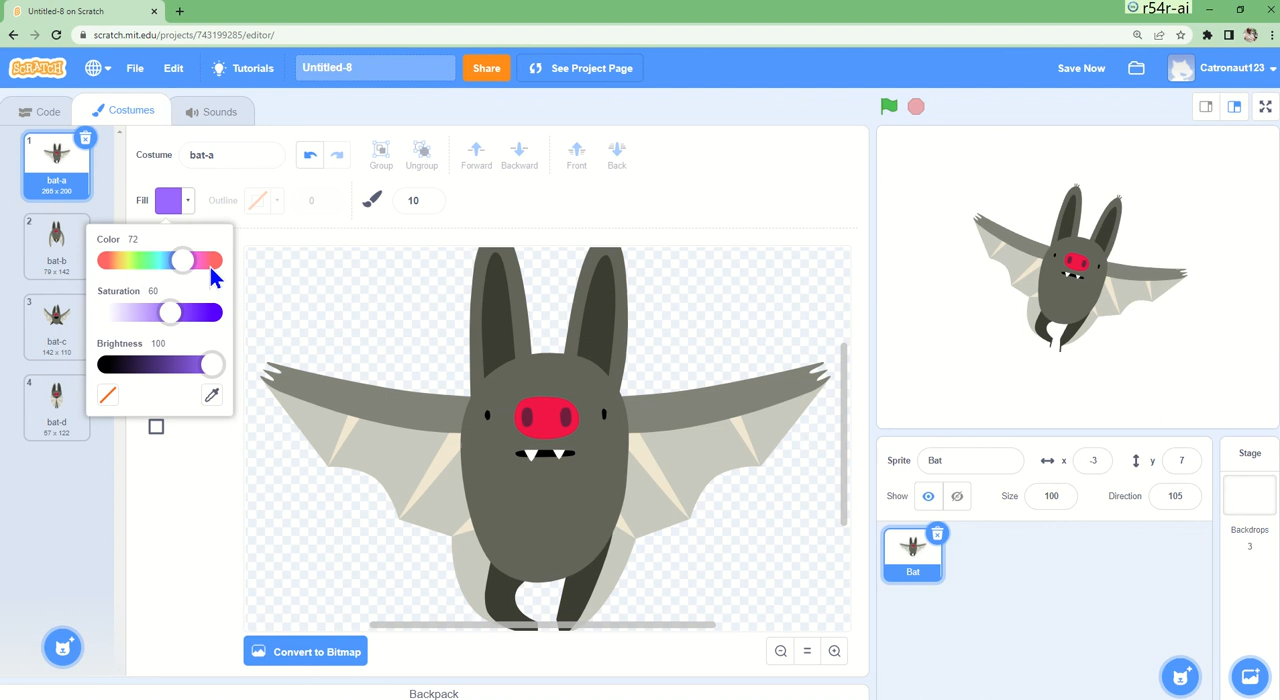 Untitled-8 on Scratch
r54r-ai
scratch.mit.edu/projects/743199285/editor/
SCRATCH File Edit Tutorials Untitled-8 Share See Project Page Save Now Catronaut123
Code Costumes Sounds
Costume bat-a Group Ungroup Forward Backward Front Back
Fill Outline 0 10
1
bat-a
266 x 200
2
bat-b
79 x 142
3
bat-c
142 x 110
4
bat-d
57 x 122
Color 72
Saturation 60
Brightness 100
Convert to Bitmap
Backpack
Sprite Bat x -3 y 7
Show Size 100 Direction 105
Bat
Stage
Backdrops
3